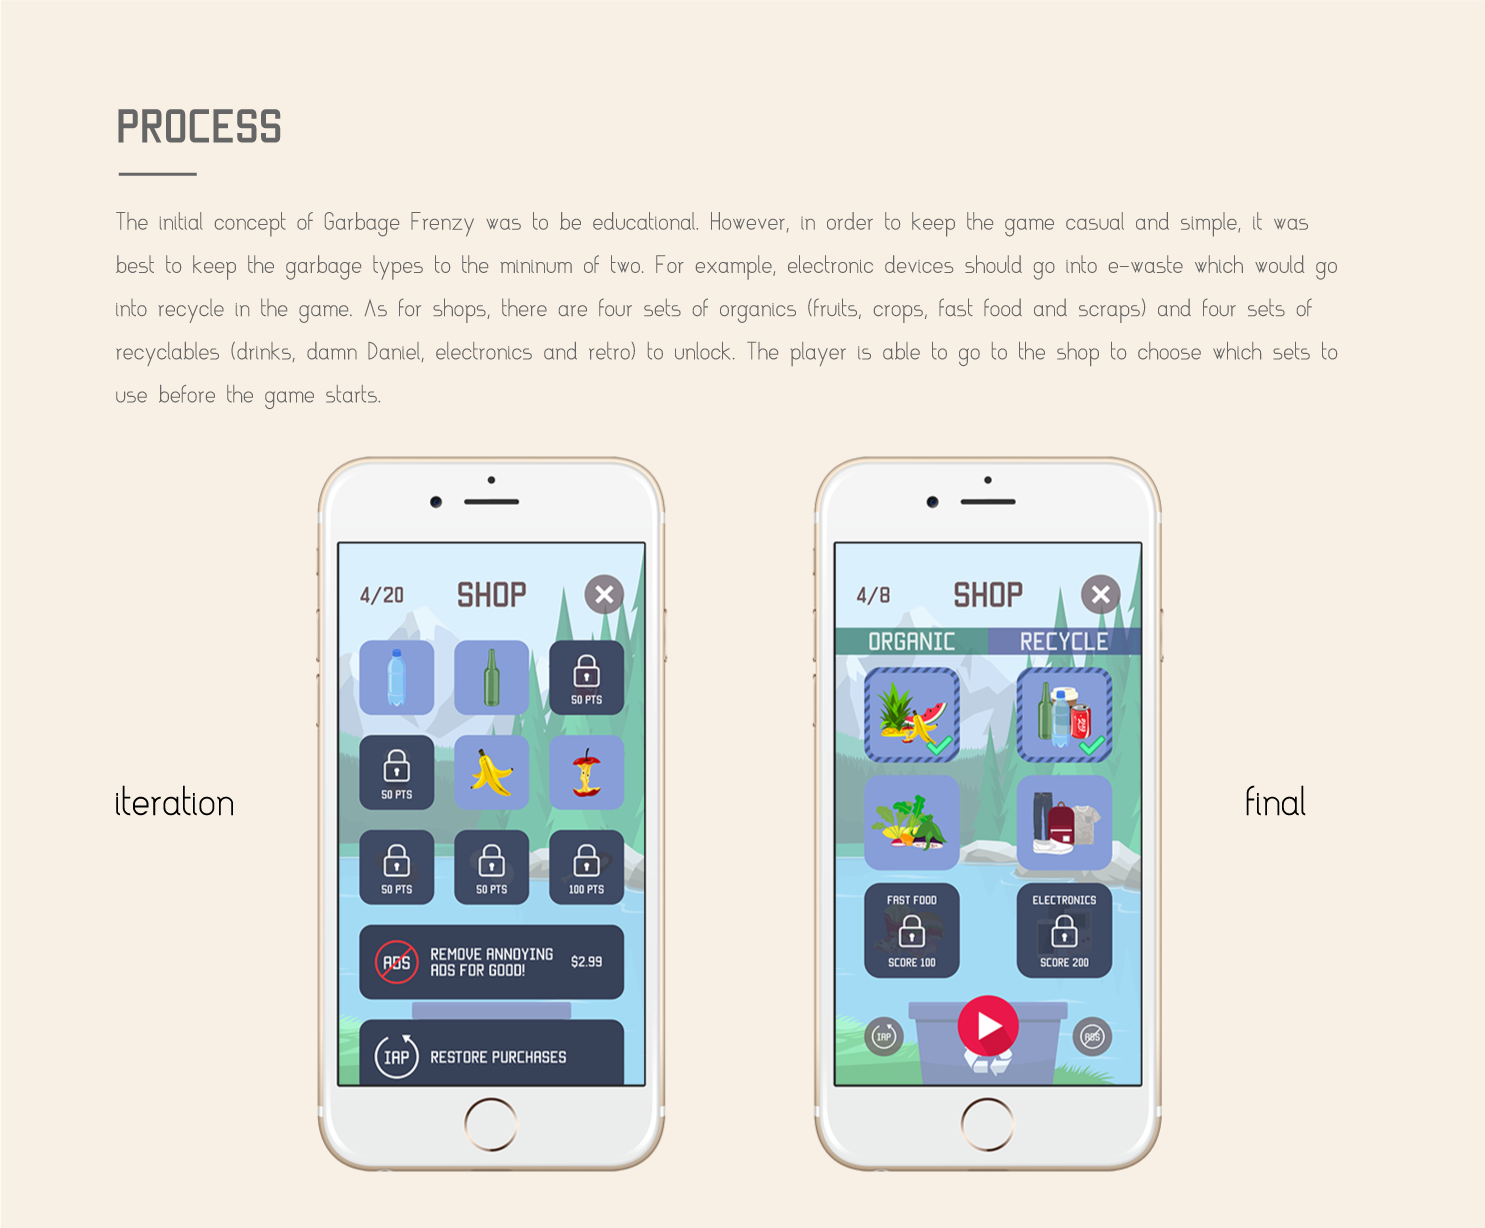 PROCESS
The initial concept of Garbage Frenzy was to be educational. However, in order to keep the game casual and simple, it was
best to keep the garbage types to the mininum of two. For example, electronic devices should go into e-waste which would go
into recycle in the game. As for shops, there are four sets of organics (fruits, crops, fast food and scraps) and four sets of
recyclables (drinks, damn Daniel, electronics and retro) to unlock. The player is able to go to the shop to choose which sets to
use before the game starts.
iteration
4/20 SHOP
50 PTS
50 PTS
50 PTS 50 PTS 100 PTS
ADS REMOVE ANNOYING
ADS FOR GOOD! $2.99
IAP RESTORE PURCHASES
4/8 SHOP
ORGANIC RECYCLE
FAST FOOD ELECTRONICS
SCORE 100 SCORE 200
IAP ADS
final